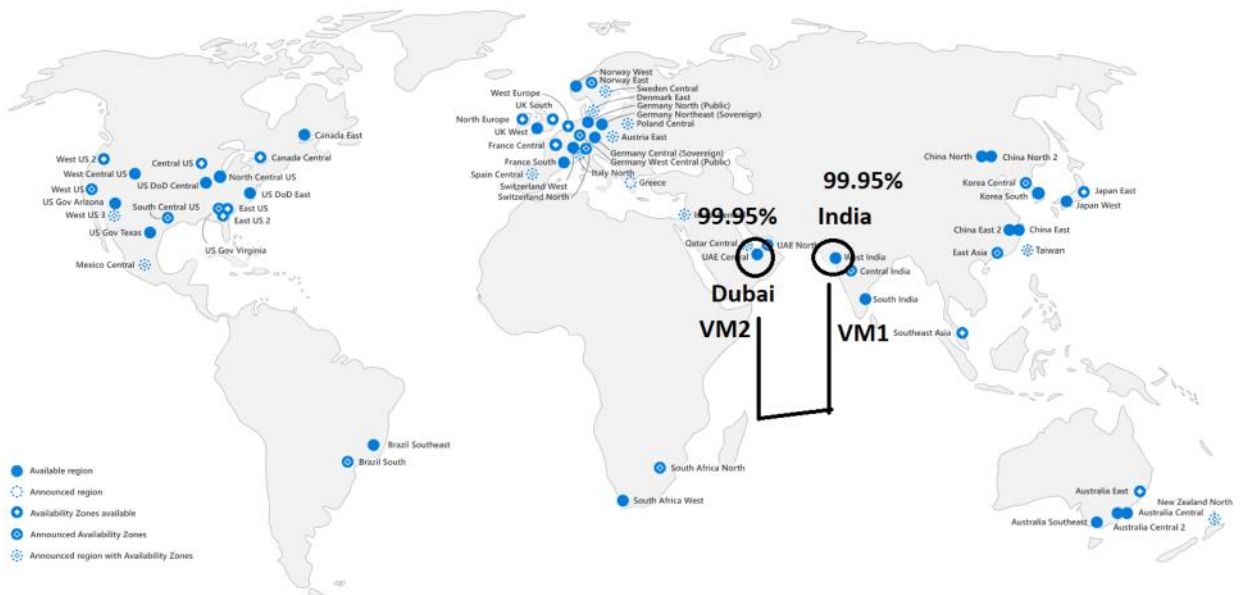 Norway West
Norway East
Sweden Central
Denmark East
West Europe
Germany North (Public)
UK South
Germany Northeast (Sovereign)
North Europe
Poland Central
UK West
Austria East
France Central
Germany Central (Sovereign)
Germany West Central (Public)
France South
Italy North
Spain Central
Greece
Switzerland West
Switzerland North
Canada East
West US 2
Central US
Canada Central
West Central US
North Central US
US DoD Central
West US
US DoD East
US Gov Arizona
South Central US
East US
West US 3
East US 2
US Gov Texas
US Gov Virginia
Mexico Central
China North
China North 2
99.95%
Korea Central
Japan East
Korea South
Japan West
99.95%
India
China East 2
China East
Qatar Central
UAE North
UAE Central
West India
East Asia
Taiwan
Central India
Dubai
South India
VM2
VM1
Southeast Asia
Brazil Southeast
Brazil South
South Africa North
South Africa West
Australia East
New Zealand North
Australia Central
Australia Southeast
Australia Central 2
Available region
Announced region
Availability Zones available
Announced Availability Zones
Announced region with Availability Zones